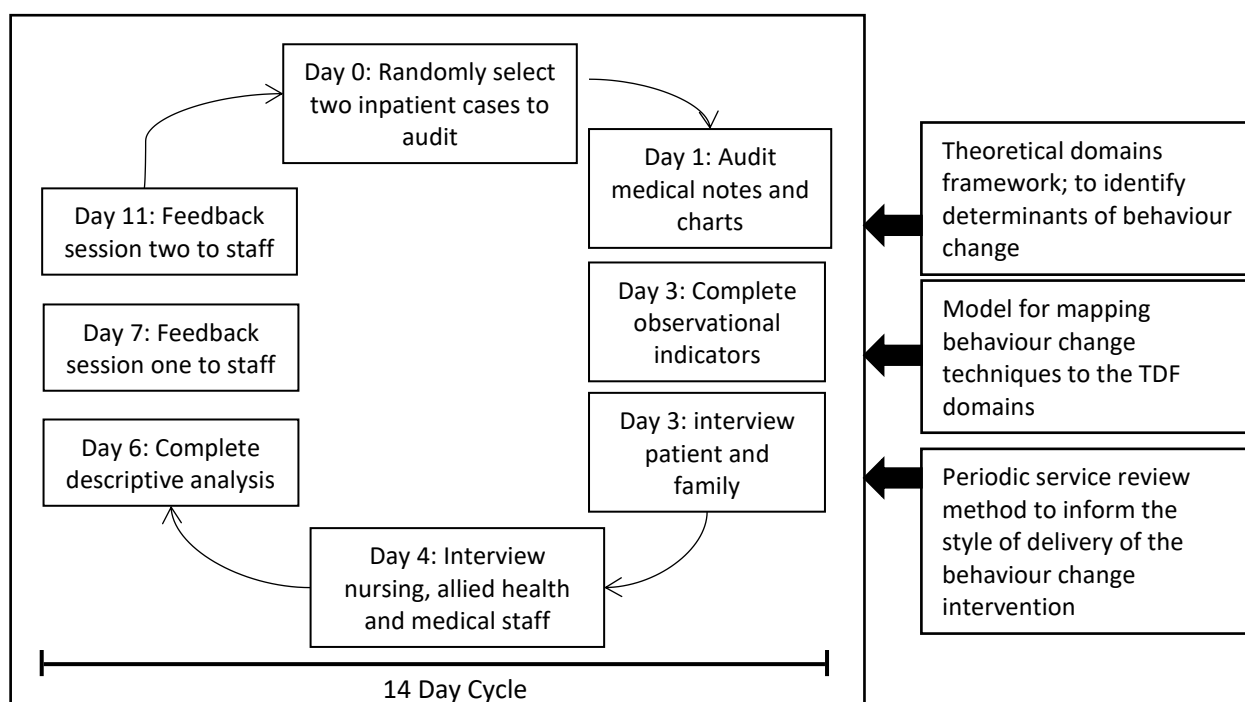 Day 0: Randomly select
two inpatient cases to
audit
Day 1: Audit
medical notes and
charts
Day 3: Complete
observational
indicators
Day 3: interview
patient and
family
Day 4: Interview
nursing, allied health
and medical staff
Day 6: Complete
descriptive analysis
Day 7: Feedback
session one to staff
Day 11: Feedback
session two to staff
14 Day Cycle
Theoretical domains
framework; to identify
determinants of behaviour
change
Model for mapping
behaviour change
techniques to the TDF
domains
Periodic service review
method to inform the
style of delivery of the
behaviour change
intervention